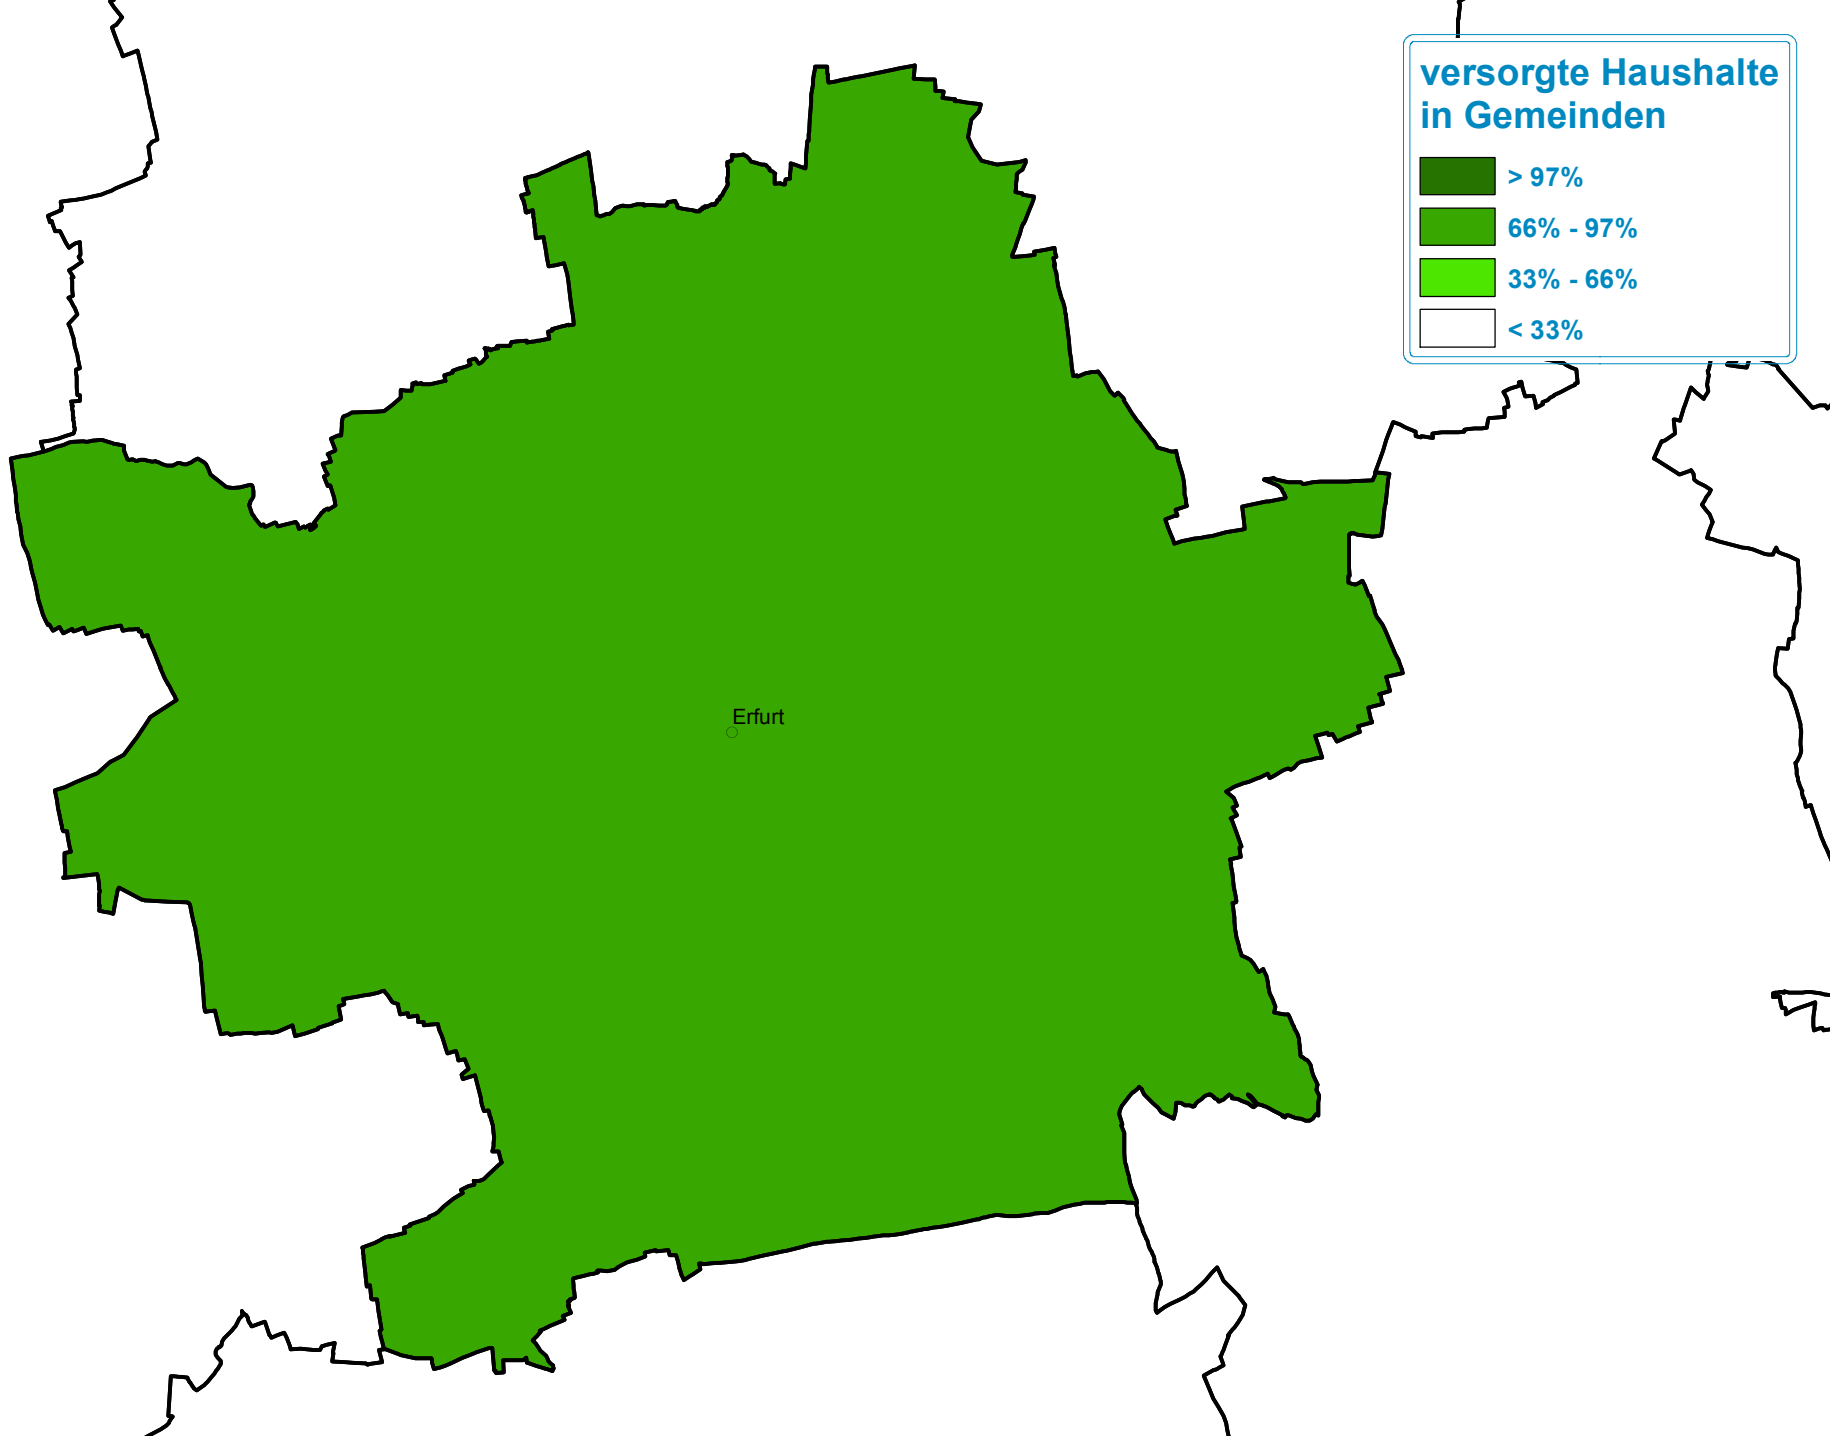 versorgte Haushalte
in Gemeinden
> 97%
66% - 97%
33% - 66%
< 33%
Erfurt